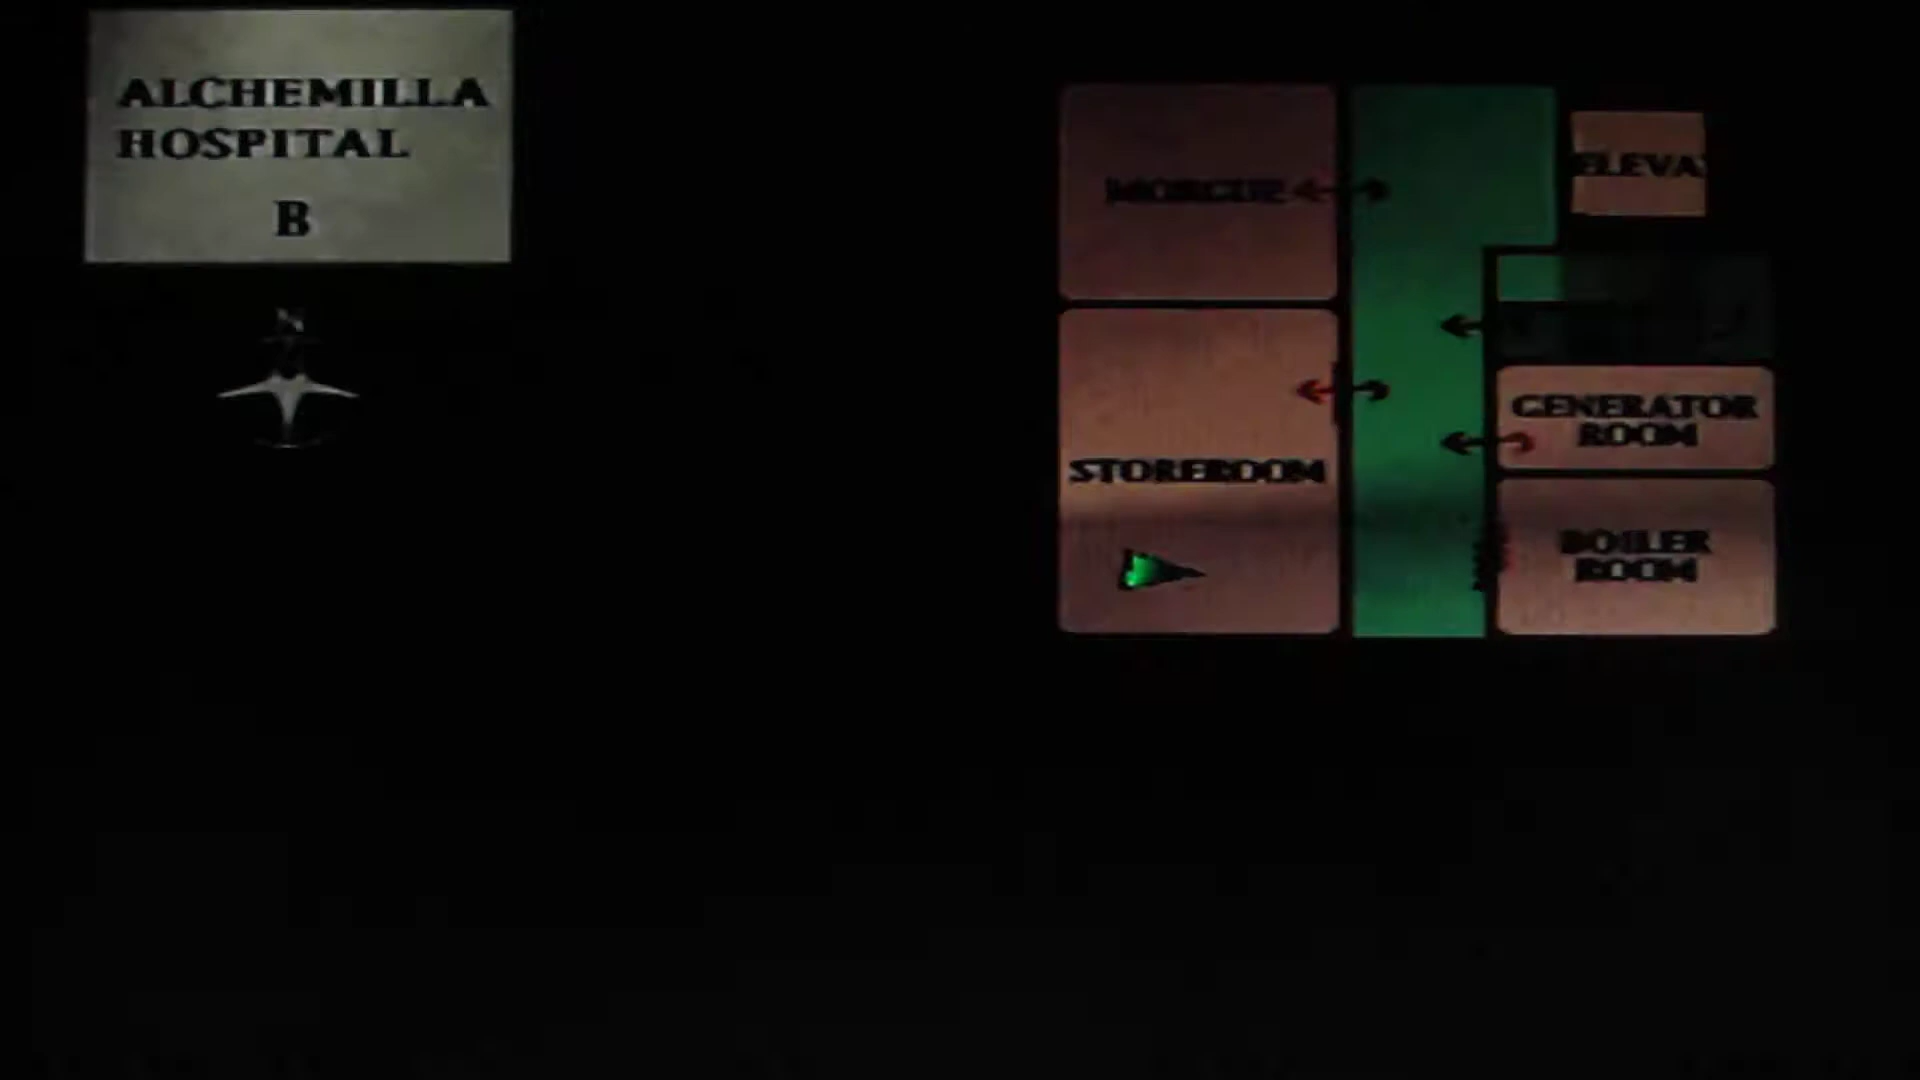 ALCHEMILLA
HOSPITAL
B
N
MORGUE
ELEVA
STOREROOM
GENERATOR
ROOM
BOILER
ROOM